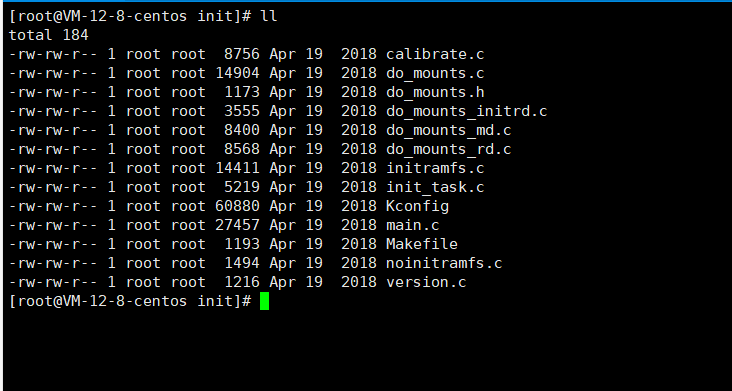 [root@VM-12-8-centos init]# ll
total 184
-rw-rw-r-- 1 root root  8756 Apr 19  2018 calibrate.c
-rw-rw-r-- 1 root root 14904 Apr 19  2018 do_mounts.c
-rw-rw-r-- 1 root root  1173 Apr 19  2018 do_mounts.h
-rw-rw-r-- 1 root root  3555 Apr 19  2018 do_mounts_initrd.c
-rw-rw-r-- 1 root root  8400 Apr 19  2018 do_mounts_md.c
-rw-rw-r-- 1 root root  8568 Apr 19  2018 do_mounts_rd.c
-rw-rw-r-- 1 root root 14411 Apr 19  2018 initramfs.c
-rw-rw-r-- 1 root root  5219 Apr 19  2018 init_task.c
-rw-rw-r-- 1 root root 60880 Apr 19  2018 Kconfig
-rw-rw-r-- 1 root root 27457 Apr 19  2018 main.c
-rw-rw-r-- 1 root root  1193 Apr 19  2018 Makefile
-rw-rw-r-- 1 root root  1494 Apr 19  2018 noinitramfs.c
-rw-rw-r-- 1 root root  1216 Apr 19  2018 version.c
[root@VM-12-8-centos init]#